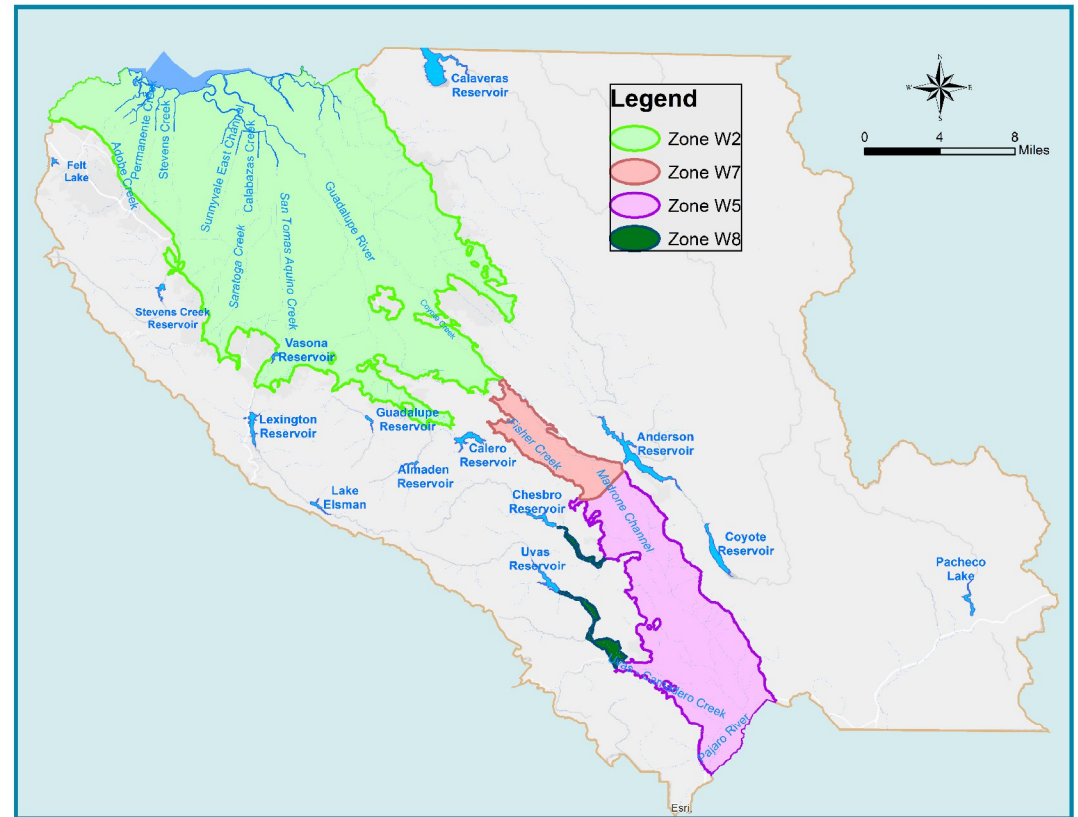 Calaveras
Reservoir
Legend
Zone W2
Zone W7
Zone W5
Zone W8
N
E
S
W
0 4 8
Miles
Felt
Lake
Adobe Creek
Permanente Creek
Stevens Creek
Sunnyvale East Channel
Calabazas Creek
Saratoga Creek
San Tomas Aquino Creek
Guadalupe River
Coyote Creek
Stevens Creek
Reservoir
Vasona
Reservoir
Lexington
Reservoir
Guadalupe
Reservoir
Almaden
Reservoir
Calero
Reservoir
Lake
Elsman
Fisher Creek
Anderson
Reservoir
Madrone Channel
Chesbro
Reservoir
Uvas
Reservoir
Coyote
Reservoir
Pacheco
Lake
Creek
Pajaro River
Esri,